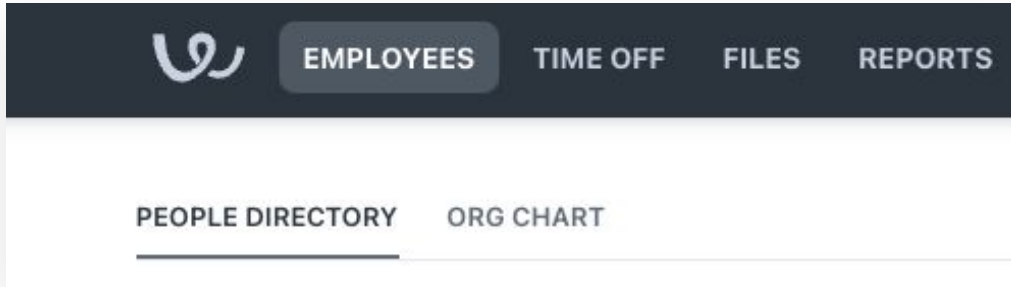 EMPLOYEES TIME OFF FILES REPORTS
PEOPLE DIRECTORY ORG CHART